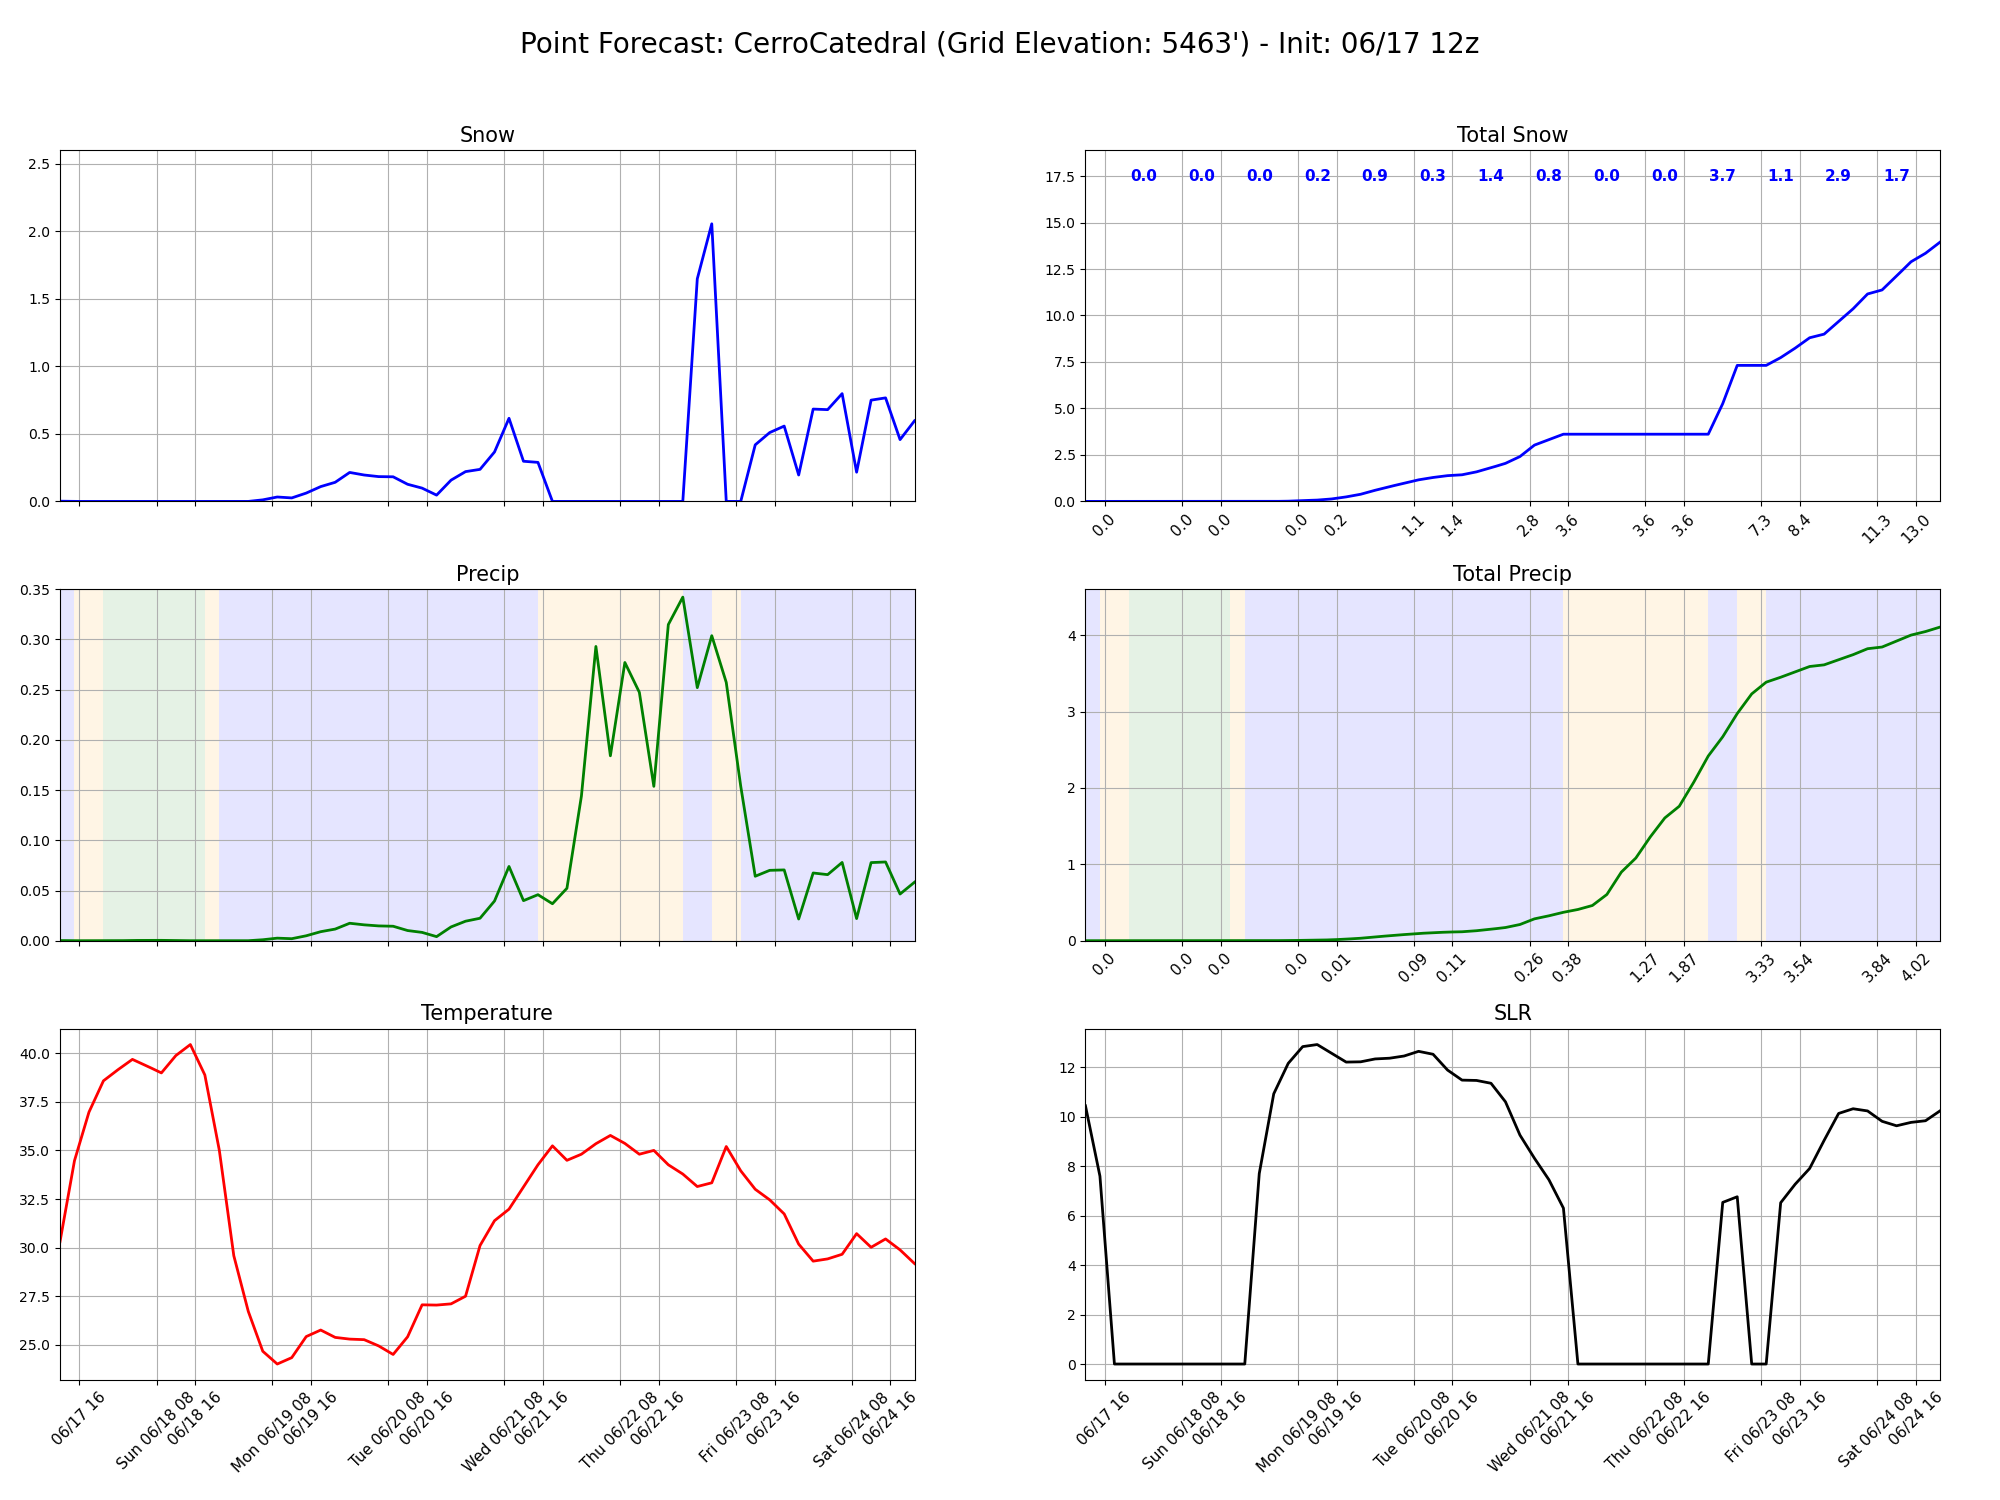 Point Forecast: CerroCatedral (Grid Elevation: 5463') - Init: 06/17 12z
Snow
2.5
2.0
1.5
1.0
0.5
0.0
Total Snow
17.5
15.0
12.5
10.0
7.5
5.0
2.5
0.0
0.0 0.0 0.0 0.2 0.9 0.3 1.4 0.8 0.0 0.0 3.7 1.1 2.9 1.7
0.0 0.0 0.0 0.0 0.2 1.1 1.4 2.8 3.6 3.6 3.6 7.3 8.4 11.3 13.0
Precip
0.35
0.30
0.25
0.20
0.15
0.10
0.05
0.00
Total Precip
4
3
2
1
0
0.0 0.0 0.0 0.0 0.01 0.09 0.11 0.26 0.38 1.27 1.87 3.33 3.54 3.84 4.02
Temperature
40.0
37.5
35.0
32.5
30.0
27.5
25.0
06/17 16
Sun 06/18 08
06/18 16
Mon 06/19 08
06/19 16
Tue 06/20 08
06/20 16
Wed 06/21 08
06/21 16
Thu 06/22 08
06/22 16
Fri 06/23 08
06/23 16
Sat 06/24 08
06/24 16
SLR
12
10
8
6
4
2
0
06/17 16
Sun 06/18 08
06/18 16
Mon 06/19 08
06/19 16
Tue 06/20 08
06/20 16
Wed 06/21 08
06/21 16
Thu 06/22 08
06/22 16
Fri 06/23 08
06/23 16
Sat 06/24 08
06/24 16